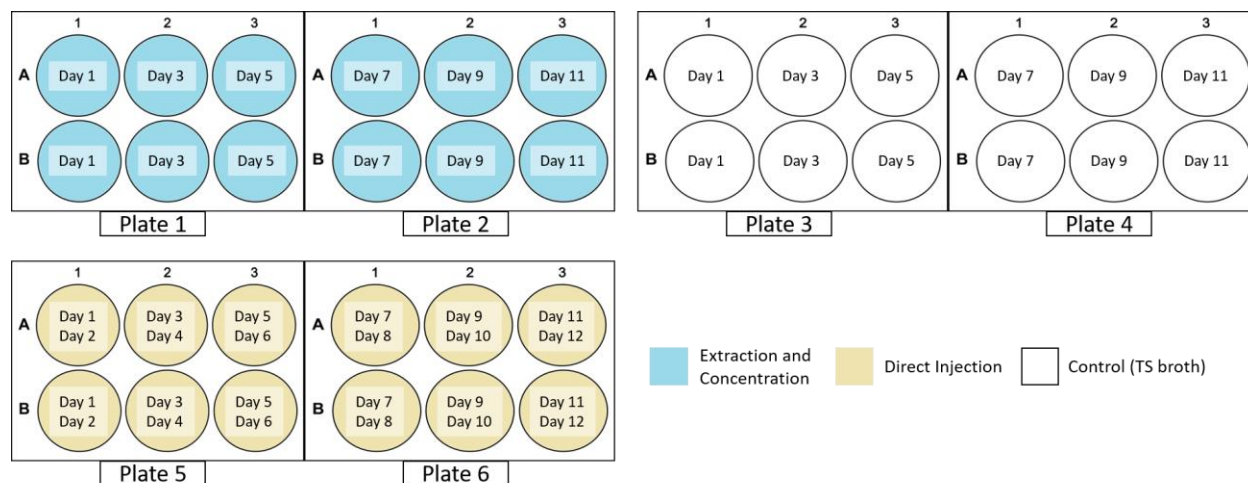 1 2 3
A Day 1 Day 3 Day 5
B Day 1 Day 3 Day 5
Plate 1
1 2 3
A Day 7 Day 9 Day 11
B Day 7 Day 9 Day 11
Plate 2
1 2 3
A Day 1 Day 3 Day 5
B Day 1 Day 3 Day 5
Plate 3
1 2 3
A Day 7 Day 9 Day 11
B Day 7 Day 9 Day 11
Plate 4
1 2 3
A Day 1 Day 3 Day 5
Day 2 Day 4 Day 6
B Day 1 Day 3 Day 5
Day 2 Day 4 Day 6
Plate 5
1 2 3
A Day 7 Day 9 Day 11
Day 8 Day 10 Day 12
B Day 7 Day 9 Day 11
Day 8 Day 10 Day 12
Plate 6
Extraction and
Concentration
Direct Injection
Control (TS broth)